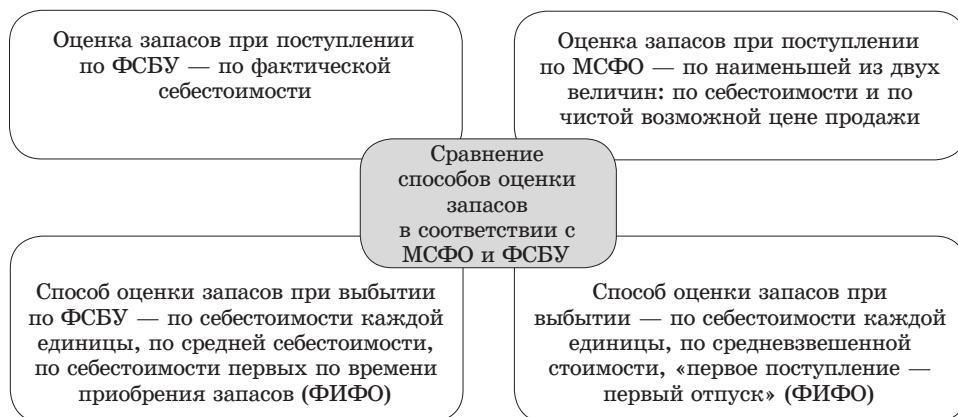 Оценка запасов при поступлении
по ФСБУ — по фактической
себестоимости
Оценка запасов при поступлении
по МСФО — по наименьшей из двух
величин: по себестоимости и по
чистой возможной цене продажи
Сравнение
способов оценки
запасов
в соответствии с
МСФО и ФСБУ
Способ оценки запасов при выбытии
по ФСБУ — по себестоимости каждой
единицы, по средней себестоимости,
по себестоимости первых по времени
приобрения запасов (ФИФО)
Способ оценки запасов при
выбытии — по себестоимости каждой
единицы, по средневзвешенной
стоимости, «первое поступление —
первый отпуск» (ФИФО)